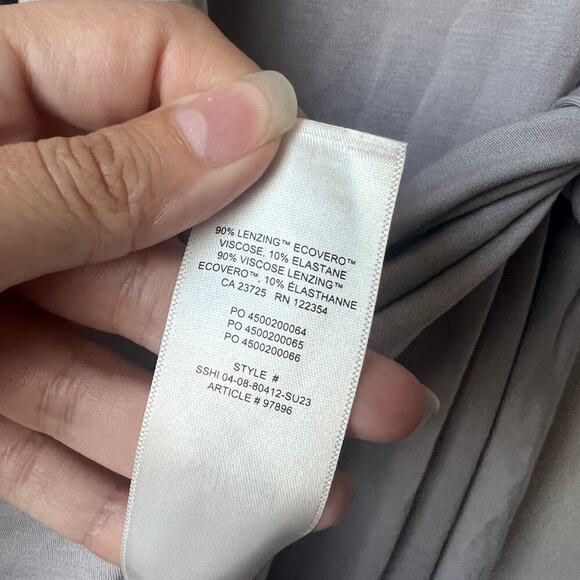 90% LENZING™ ECOVERO™
VISCOSE, 10% ELASTANE
90% VISCOSE LENZING™
ECOVERO™, 10% ÉLASTHANNE
CA 23725 RN 122354
PO 4500200064
PO 4500200065
PO 4500200066
STYLE #
SSHI 04-08-80412-SU23
ARTICLE # 97896